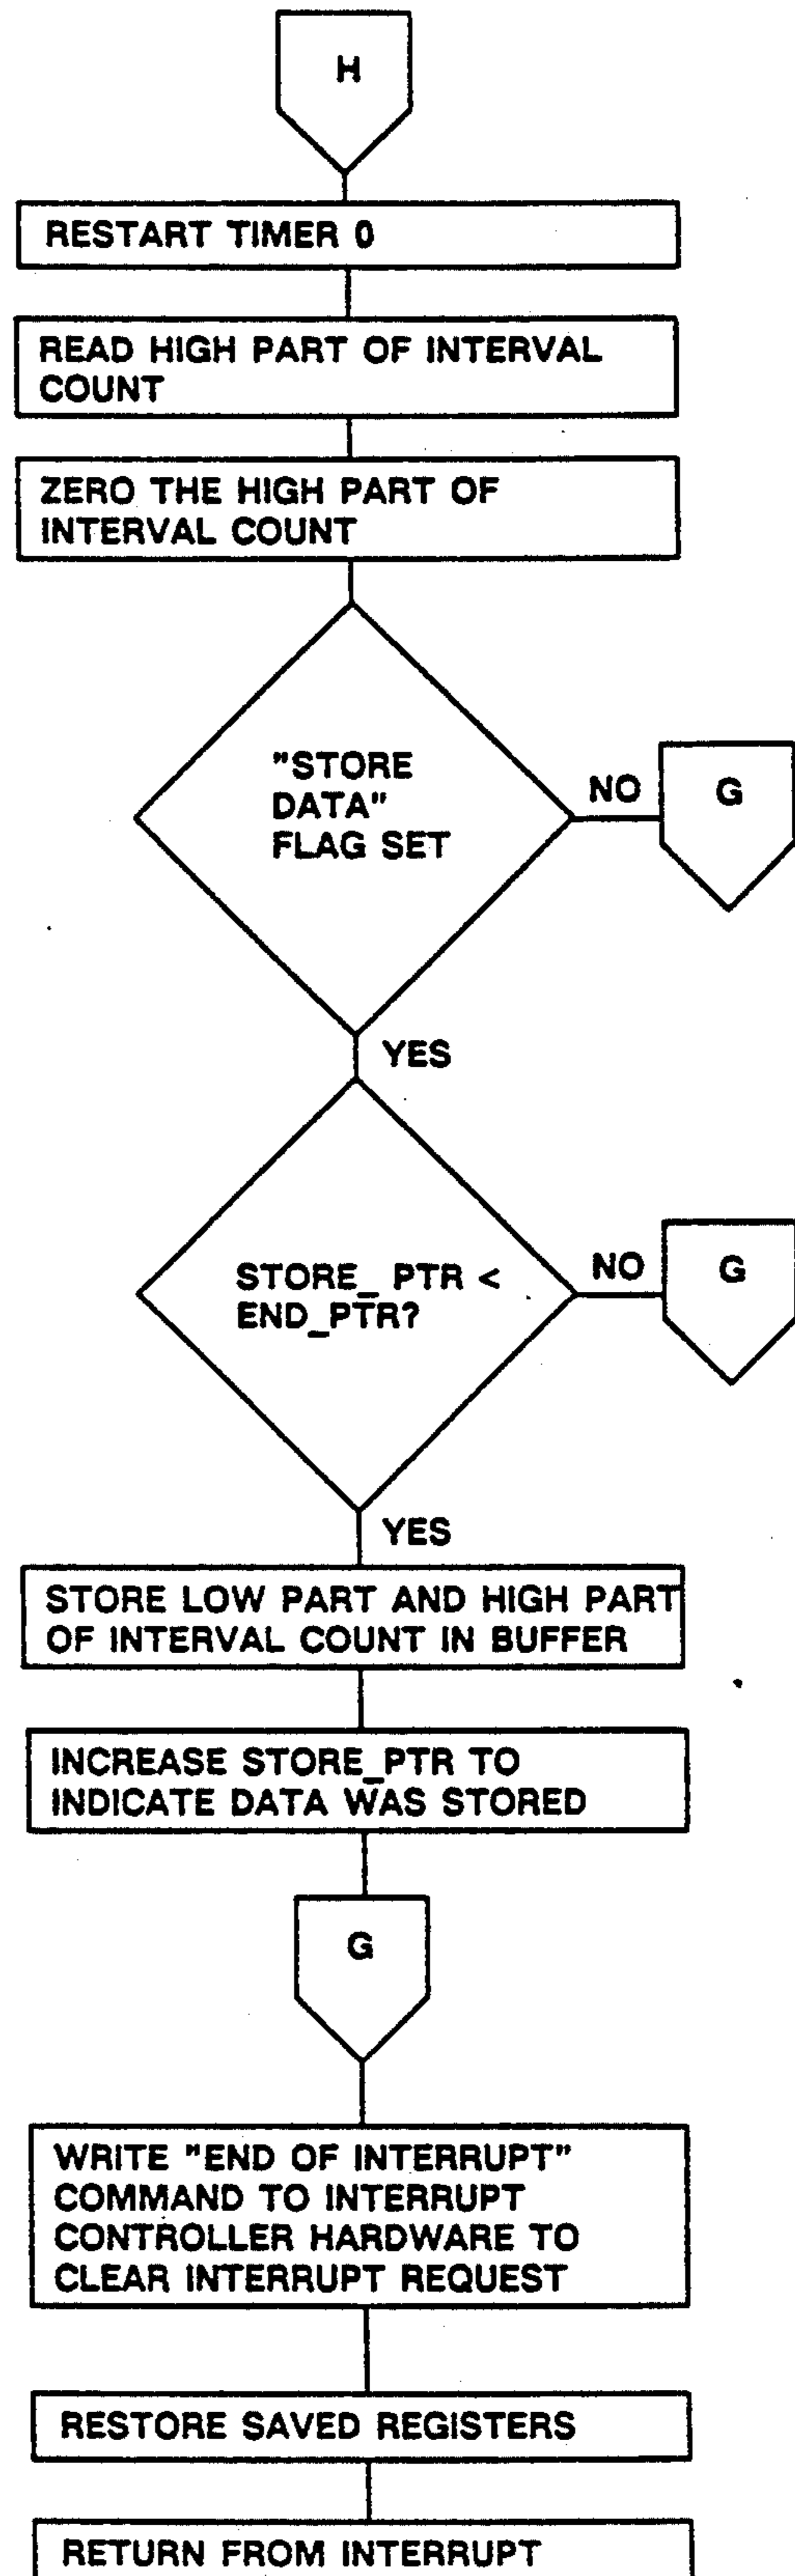 H
RESTART TIMER 0
READ HIGH PART OF INTERVAL
COUNT
ZERO THE HIGH PART OF
INTERVAL COUNT
"STORE
DATA"
FLAG SET
NO
G
YES
STORE_ PTR <
END_PTR?
NO
G
YES
STORE LOW PART AND HIGH PART
OF INTERVAL COUNT IN BUFFER
INCREASE STORE_PTR TO
INDICATE DATA WAS STORED
G
WRITE "END OF INTERRUPT"
COMMAND TO INTERRUPT
CONTROLLER HARDWARE TO
CLEAR INTERRUPT REQUEST
RESTORE SAVED REGISTERS
RETURN FROM INTERRUPT